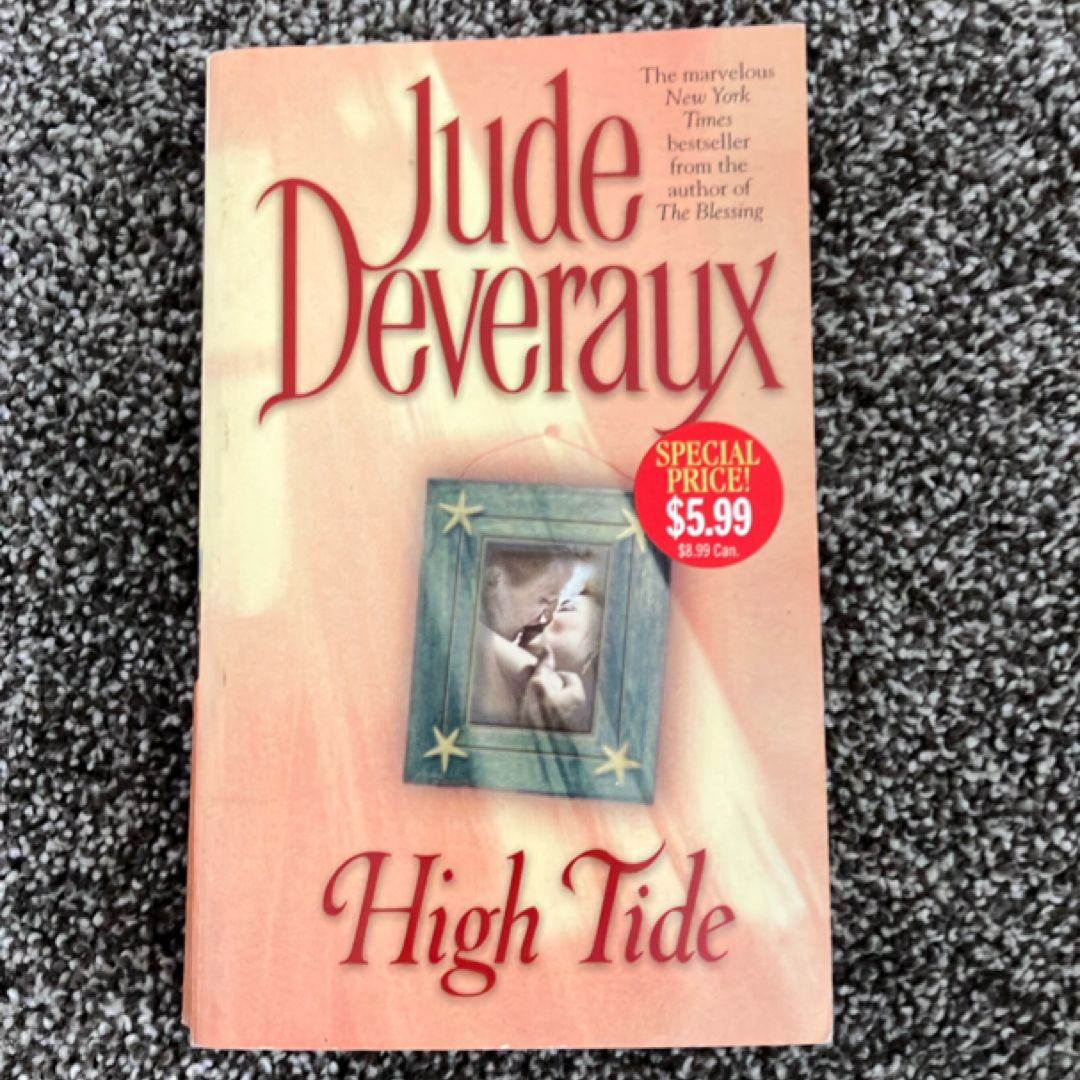 Jude
Deveraux
The marvelous
New York
Times
bestseller
from the
author of
The Blessing
SPECIAL
PRICE!
$5.99
$8.99 Can.
High Tide